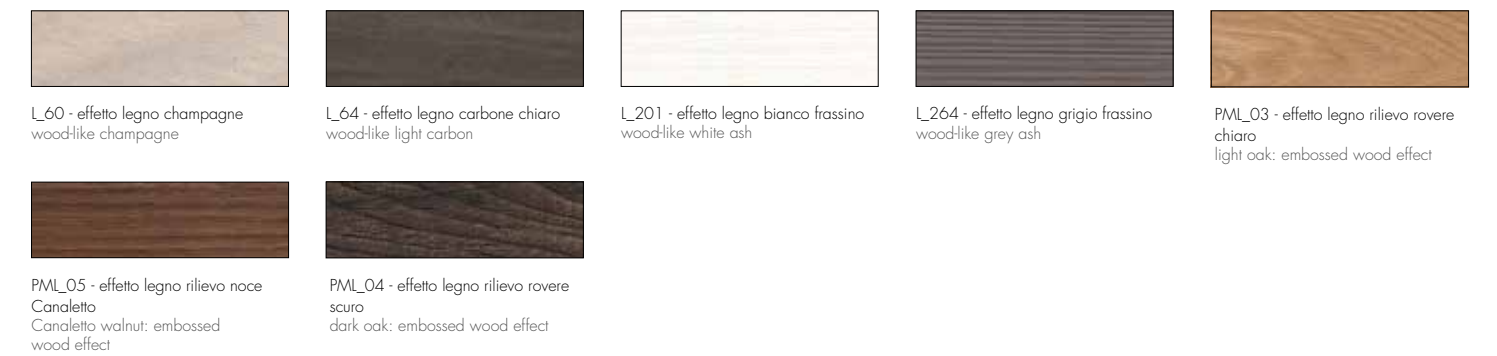 L_60 - effetto legno champagne
wood-like champagne
L_64 - effetto legno carbone chiaro
wood-like light carbon
L_201 - effetto legno bianco frassino
wood-like white ash
L_264 - effetto legno grigio frassino
wood-like grey ash
PML_03 - effetto legno rilievo rovere
chiaro
light oak: embossed wood effect
PML_05 - effetto legno rilievo noce
Canaletto
Canaletto walnut: embossed
wood effect
PML_04 - effetto legno rilievo rovere
scuro
dark oak: embossed wood effect